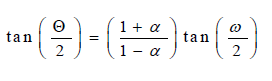 tan ( Θ / 2 ) = ( 1 + α / 1 − α ) tan ( ω / 2 )